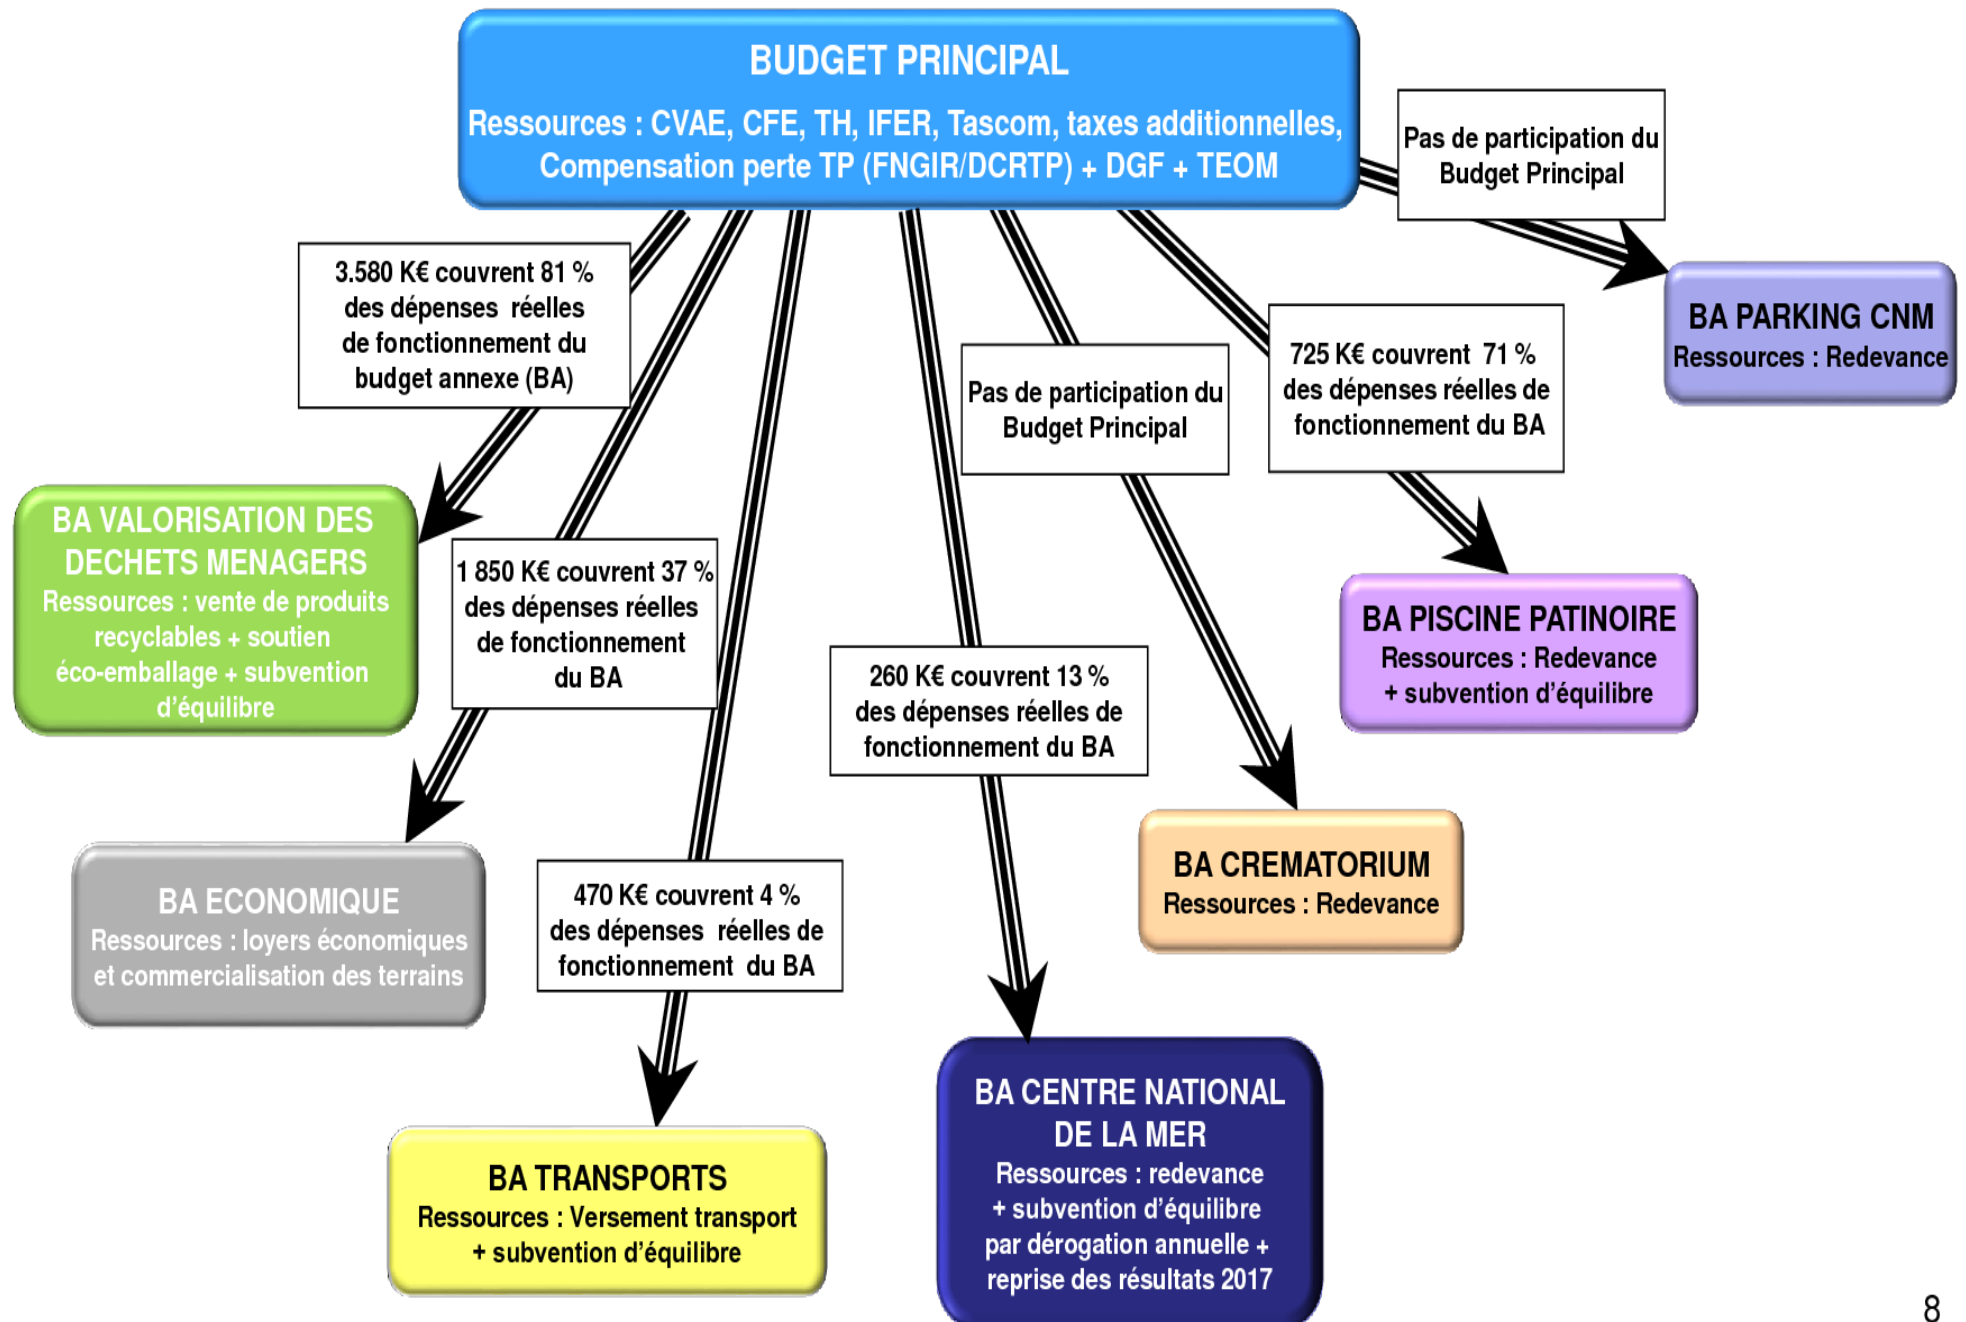 BUDGET PRINCIPAL
Ressources : CVAE, CFE, TH, IFER, Tascom, taxes additionnelles,
Compensation perte TP (FNGIR/DCRTP) + DGF + TEOM
Pas de participation du
Budget Principal
BA PARKING CNM
Ressources : Redevance
3.580 K€ couvrent 81 %
des dépenses réelles
de fonctionnement du
budget annexe (BA)
725 K€ couvrent 71 %
des dépenses réelles de
fonctionnement du BA
Pas de participation du
Budget Principal
BA VALORISATION DES
DECHETS MENAGERS
Ressources : vente de produits
recyclables + soutien
éco-emballage + subvention
d'équilibre
1 850 K€ couvrent 37 %
des dépenses réelles
de fonctionnement
du BA
BA PISCINE PATINOIRE
Ressources : Redevance
+ subvention d'équilibre
260 K€ couvrent 13 %
des dépenses réelles de
fonctionnement du BA
BA CREMATORIUM
Ressources : Redevance
BA ECONOMIQUE
Ressources : loyers économiques
et commercialisation des terrains
470 K€ couvrent 4 %
des dépenses réelles de
fonctionnement du BA
BA CENTRE NATIONAL
DE LA MER
Ressources : redevance
+ subvention d'équilibre
par dérogation annuelle +
reprise des résultats 2017
BA TRANSPORTS
Ressources : Versement transport
+ subvention d'équilibre
8